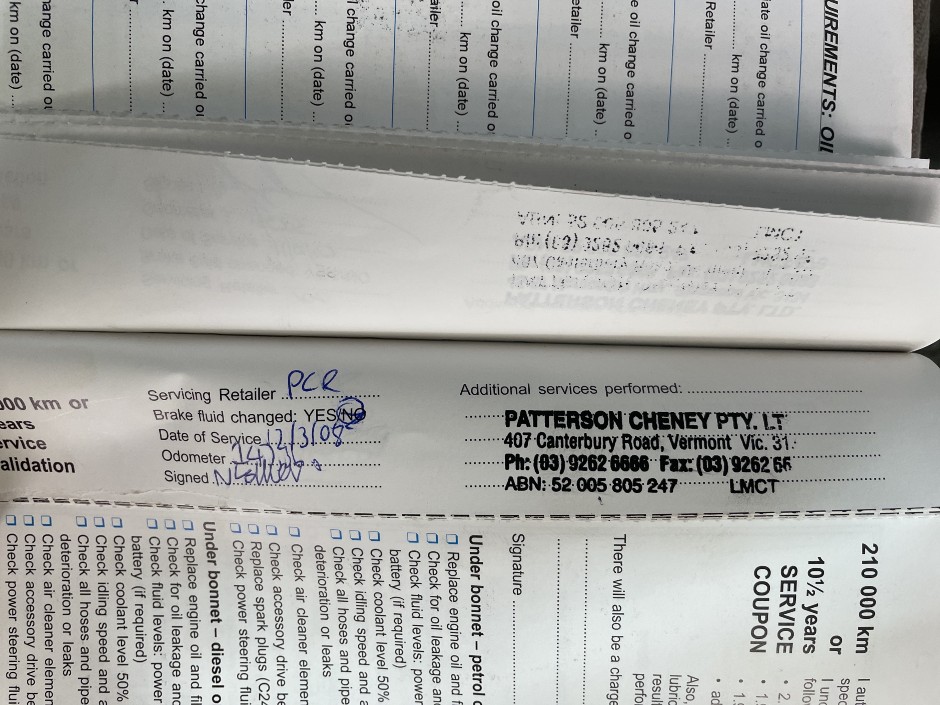 UIREMENTS: OIL
ate oil change carried o
Retailer
km on (date)
e oil change carried o
etailer
km on (date)
oil change carried o
ailer
km on (date)
l change carried o
ler
km on (date)
change carried o
r
km on (date)
hange carried ou
km on (date)
000 km or
ears
ervice
alidation
Servicing Retailer PCR
Brake fluid changed: YES/NO
Date of Service 12/3/08
Odometer
Signed
Additional services performed:
PATTERSON CHENEY PTY. LT
407 Canterbury Road, Vermont Vic. 31
Ph: (03) 9262 6666 Fax: (03) 9262 66
ABN: 52 005 805 247 LMCT
210 000 km
or
10½ years
SERVICE
COUPON
I aut
spec
I und
follo
• 2.
• 1.
• 1.9
• ad
Also,
lubric
result
perfo
There will also be a charge
Signature
Under bonnet – petrol
❏ Replace engine oil and f
❏ Check for oil leakage an
❏ Check fluid levels: power
battery (if required)
❏ Check coolant level 50%
❏ Check idling speed and a
❏ Check all hoses and pipe
deterioration or leaks
❏ Check air cleaner elemen
❏ Check accessory drive be
❏ Replace spark plugs (C24
❏ Check power steering flui
Under bonnet – diesel o
❏ Replace engine oil and fil
❏ Check for oil leakage and
❏ Check fluid levels: power
battery (if required)
❏ Check coolant level 50%
❏ Check idling speed and a
❏ Check all hoses and pipe
deterioration or leaks
❏ Check air cleaner elemen
❏ Check accessory drive be
❏ Check power steering flui